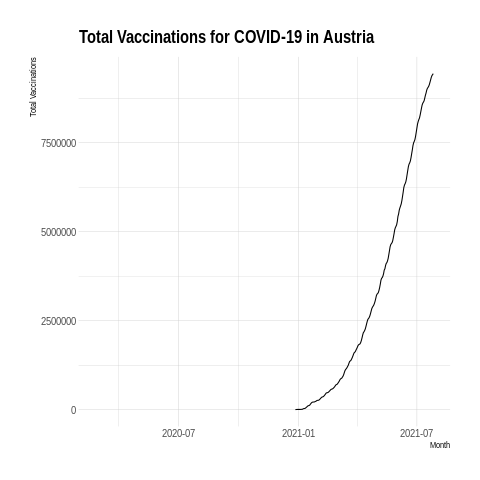 Total Vaccinations for COVID-19 in Austria
Total Vaccinations
7500000
5000000
2500000
0
2020-07 2021-01 2021-07
Month